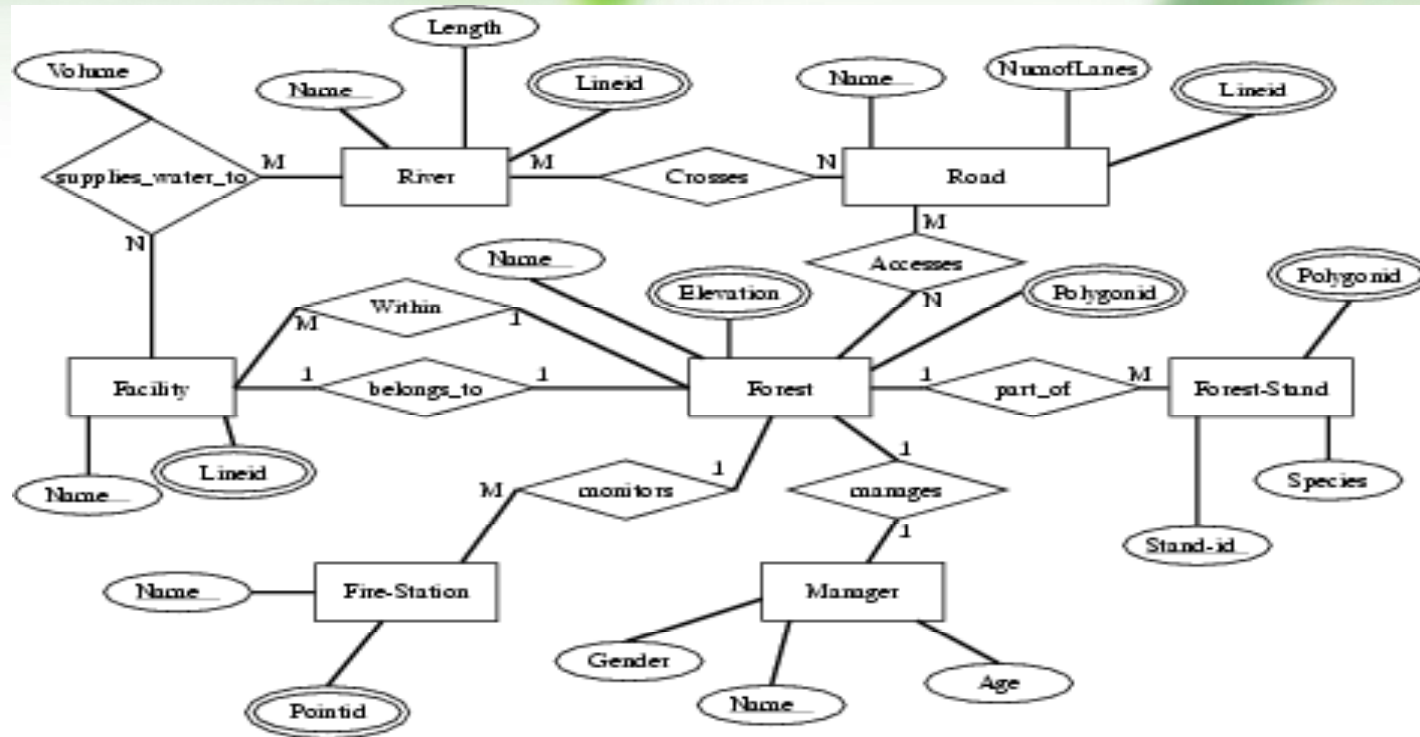 Length
Volume
Name
Lineid
Name
NumofLanes
Lineid
supplies_water_to
M
River
M
Crosses
N
Road
N
M
Accesses
N
Name
Elevation
Polygonid
Polygonid
Within
M
1
Facility
1
belongs_to
1
Forest
1
part_of
M
Forest-Stand
Name
Lineid
M
monitors
1
1
manages
1
Species
Stand-id
Name
Fire-Station
Manager
Pointid
Gender
Name
Age